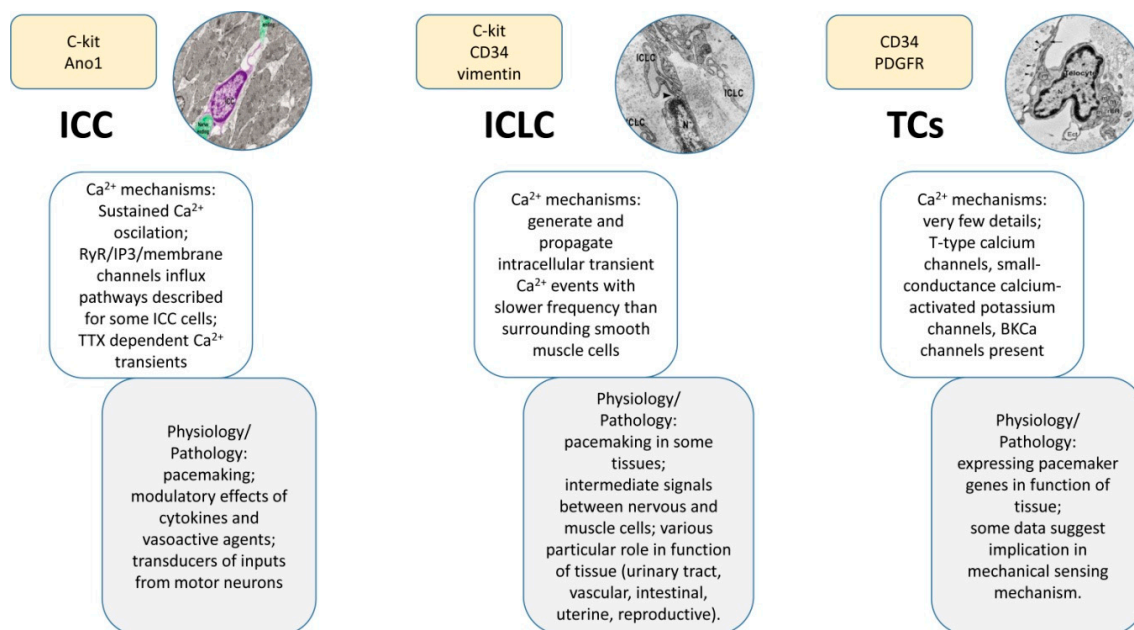 C-kit
Ano1
ICC
ICC
Ca²⁺ mechanisms:
Sustained Ca²⁺
oscilation;
RyR/IP3/membrane
channels influx
pathways described
for some ICC cells;
TTX dependent Ca²⁺
transients
Physiology/
Pathology:
pacemaking;
modulatory effects of
cytokines and
vasoactive agents;
transducers of inputs
from motor neurons
C-kit
CD34
vimentin
ICLC
ICLC
ICLC
ICLC
N
Ca²⁺ mechanisms:
generate and
propagate
intracellular transient
Ca²⁺ events with
slower frequency than
surrounding smooth
muscle cells
Physiology/
Pathology:
pacemaking in some
tissues;
intermediate signals
between nervous and
muscle cells; various
particular role in function
of tissue (urinary tract,
vascular, intestinal,
uterine, reproductive).
CD34
PDGFR
TCs
Telocyte
N
Ca²⁺ mechanisms:
very few details;
T-type calcium
channels, small-
conductance calcium-
activated potassium
channels, BKCa
channels present
Physiology/
Pathology:
expressing pacemaker
genes in function of
tissue;
some data suggest
implication in
mechanical sensing
mechanism.